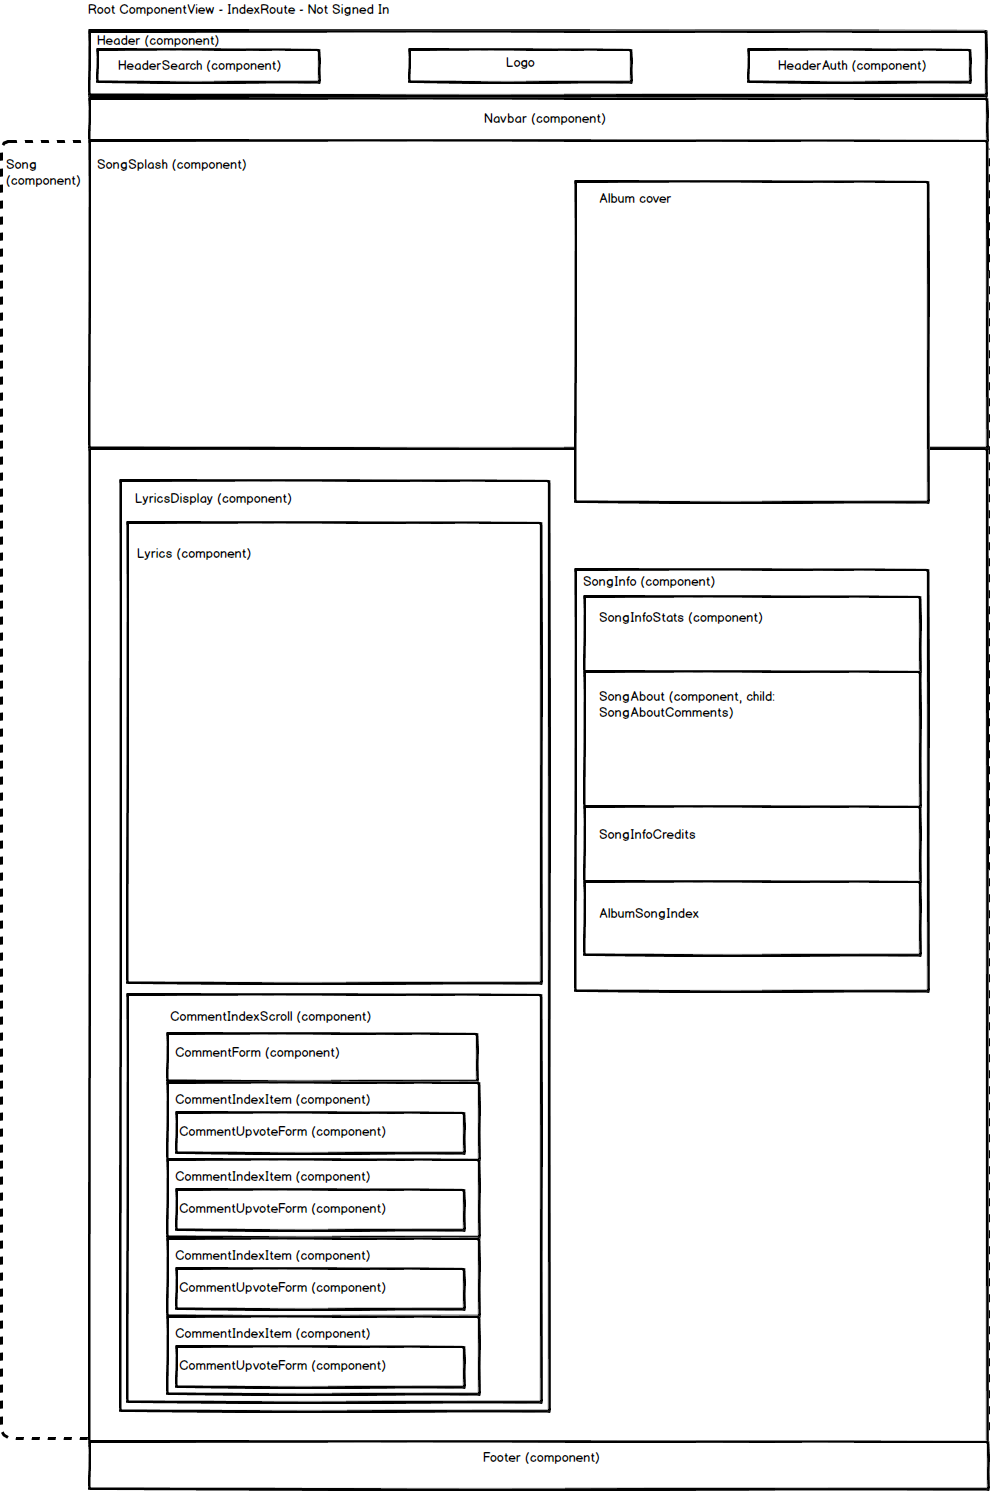 Root ComponentView - IndexRoute - Not Signed In
Header (component)
HeaderSearch (component)
Logo
HeaderAuth (component)
Navbar (component)
Song
(component)
SongSplash (component)
Album cover
LyricsDisplay (component)
Lyrics (component)
SongInfo (component)
SongInfoStats (component)
SongAbout (component, child:
SongAboutComments)
SongInfoCredits
AlbumSongIndex
CommentIndexScroll (component)
CommentForm (component)
CommentIndexItem (component)
CommentUpvoteForm (component)
CommentIndexItem (component)
CommentUpvoteForm (component)
CommentIndexItem (component)
CommentUpvoteForm (component)
CommentIndexItem (component)
CommentUpvoteForm (component)
Footer (component)